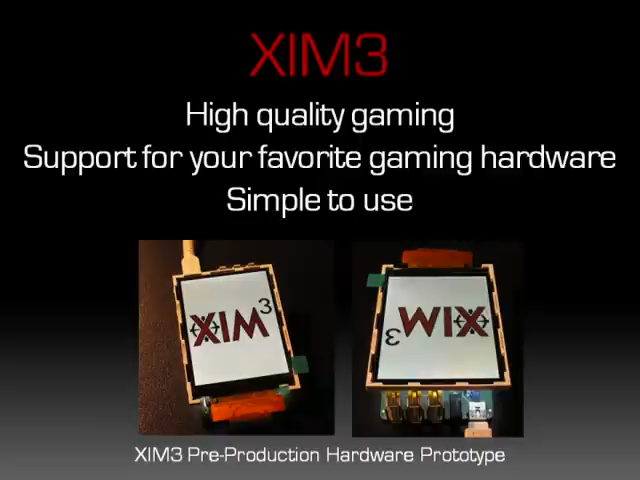 XIM3
High quality gaming
Support for your favorite gaming hardware
Simple to use
XIM3
XIM3
XIM3 Pre-Production Hardware Prototype